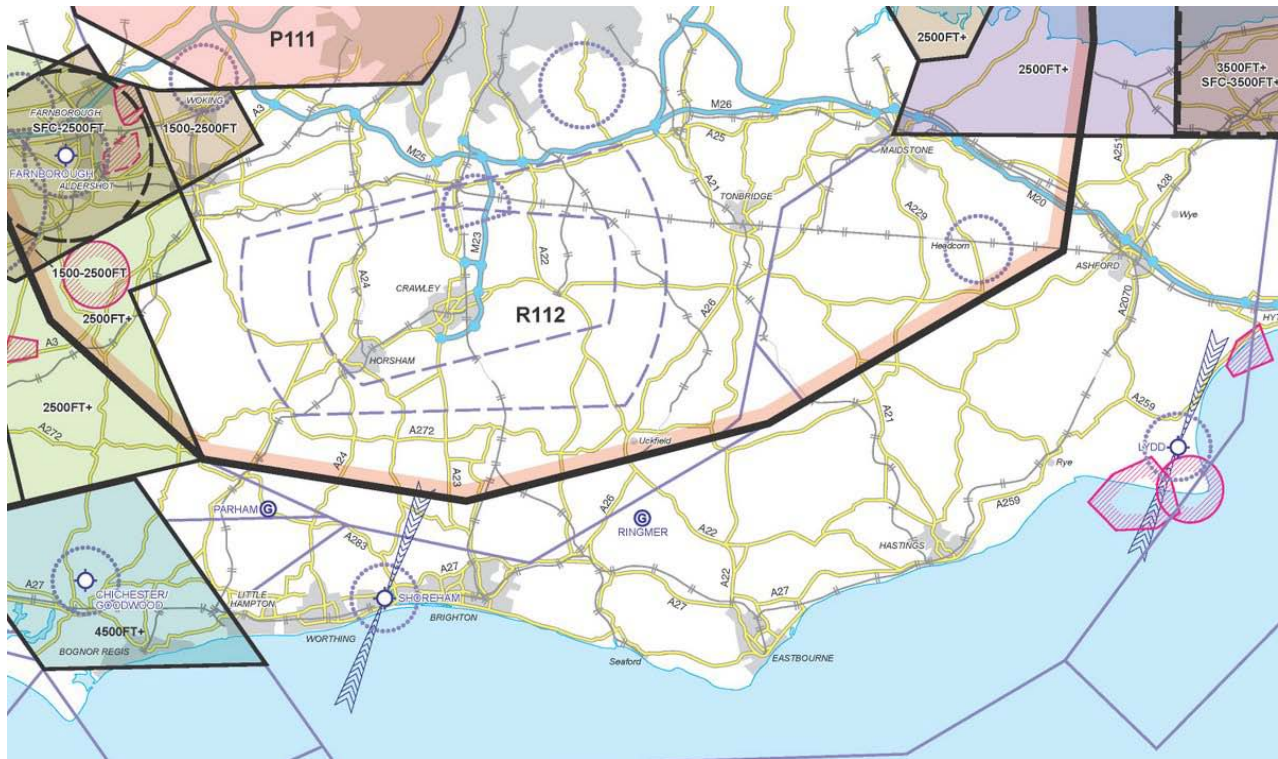 P111
2500FT+
2500FT+
3500FT+
SFC-3500FT+
WOKING
A3
M26
FARNBOROUGH
SFC-2500FT
1500-2500FT
A25
M25
MAIDSTONE
A251
FARNBOROUGH
ALDERSHOT
A21
TONBRIDGE
A28
M20
Wye
A229
M23
A22
Headcorn
1500-2500FT
A24
ASHFORD
CRAWLEY
A2070
2500FT+
R112
A26
HY
A3
HORSHAM
2500FT+
A259
A272
A272
A21
Uckfield
LYDD
A24
A23
Rye
PARHAM
G
A26
G
RINGMER
A22
A259
A283
HASTINGS
A27
A27
CHICHESTER/
GOODWOOD
LITTLE
HAMPTON
SHOREHAM
A22
A27
A27
4500FT+
WORTHING
BRIGHTON
BOGNOR REGIS
Seaford
EASTBOURNE